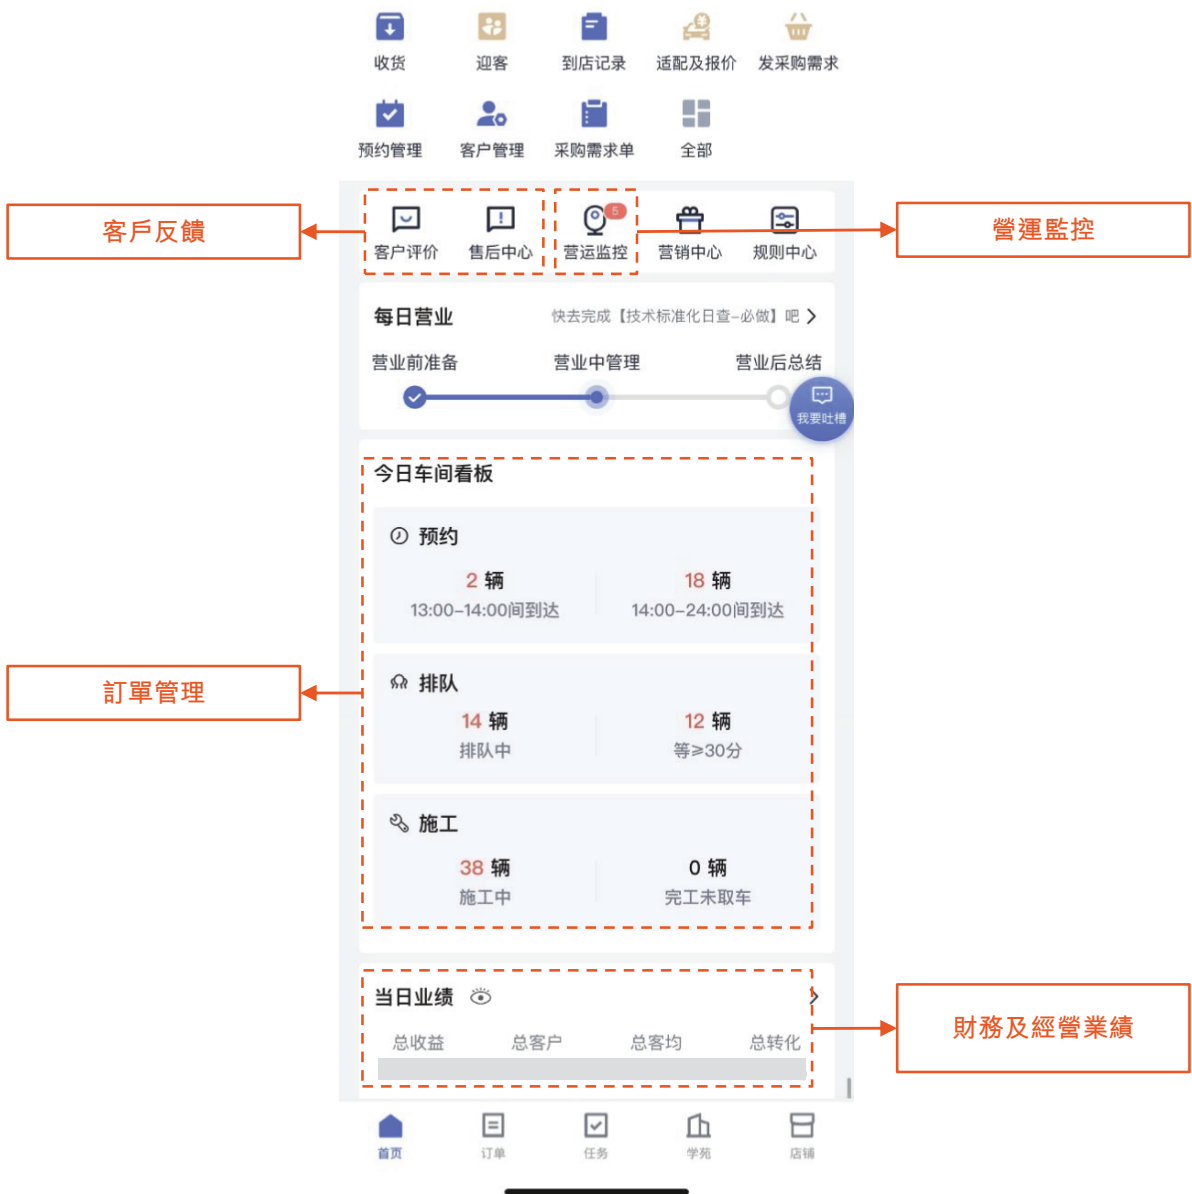 收货 迎客 到店记录 适配及报价 发采购需求
预约管理 客户管理 采购需求单 全部
客戶反饋
5
客户评价 售后中心 营运监控 营销中心 规则中心
營運監控
每日营业 快去完成【技术标准化日查-必做】吧
营业前准备 营业中管理 营业后总结
我要吐槽
今日车间看板
预约
2 辆 18 辆
13:00-14:00间到达 14:00-24:00间到达
訂單管理
排队
14 辆 12 辆
排队中 等≥30分
施工
38 辆 0 辆
施工中 完工未取车
当日业绩
财務及經營業績
总收益 总客户 总客均 总转化
首页 订单 任务 学苑 店铺